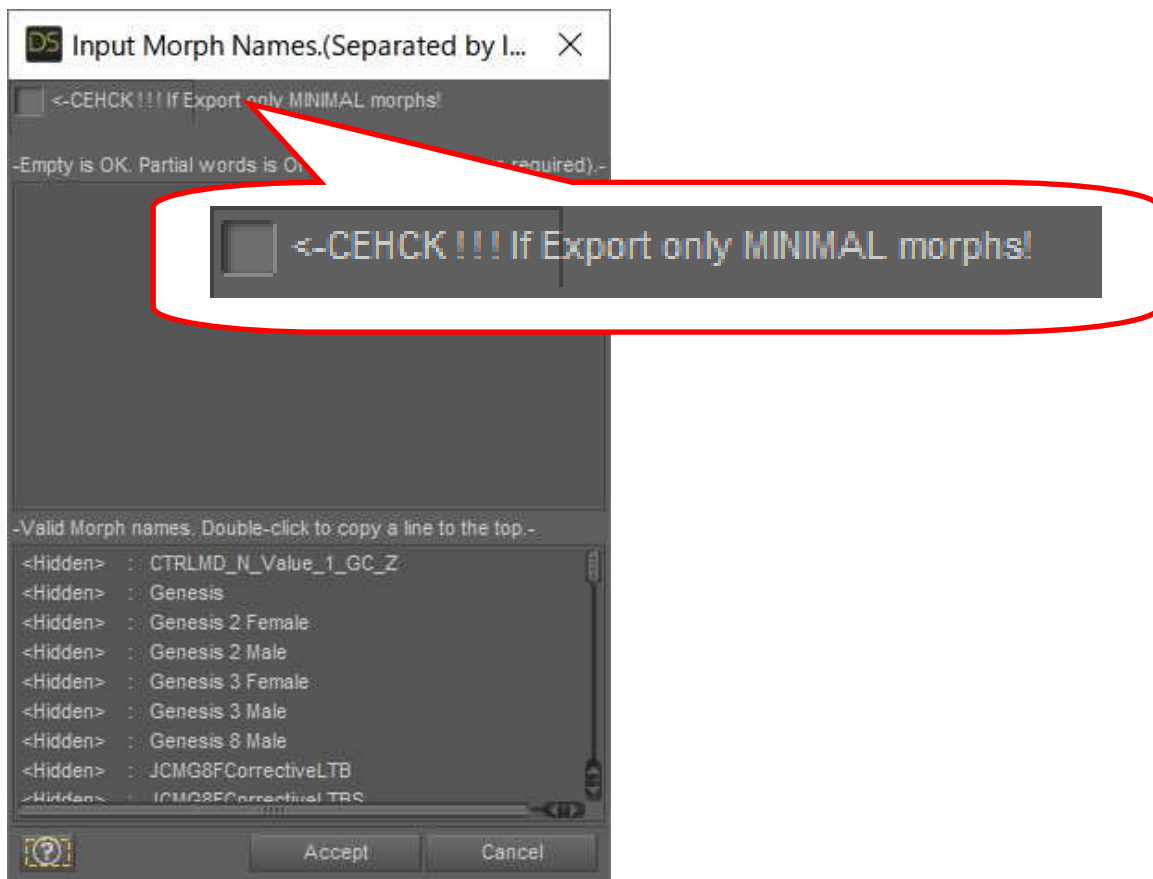 DS Input Morph Names.(Separated by l...
<-CEHCK ! ! ! If Export only MINIMAL morphs!
-Empty is OK. Partial words is required).-
<-CEHCK ! ! ! If Export only MINIMAL morphs!
-Valid Morph names. Double-click to copy a line to the top.-
<Hidden> : CTRLMD_N_Value_1_GC_Z
<Hidden> : Genesis
<Hidden> : Genesis 2 Female
<Hidden> : Genesis 2 Male
<Hidden> : Genesis 3 Female
<Hidden> : Genesis 3 Male
<Hidden> : Genesis 8 Male
<Hidden> : JCMG8FCorrectiveLTB
<Hidden> : JCMG8FCorrectiveLTBS
Accept Cancel